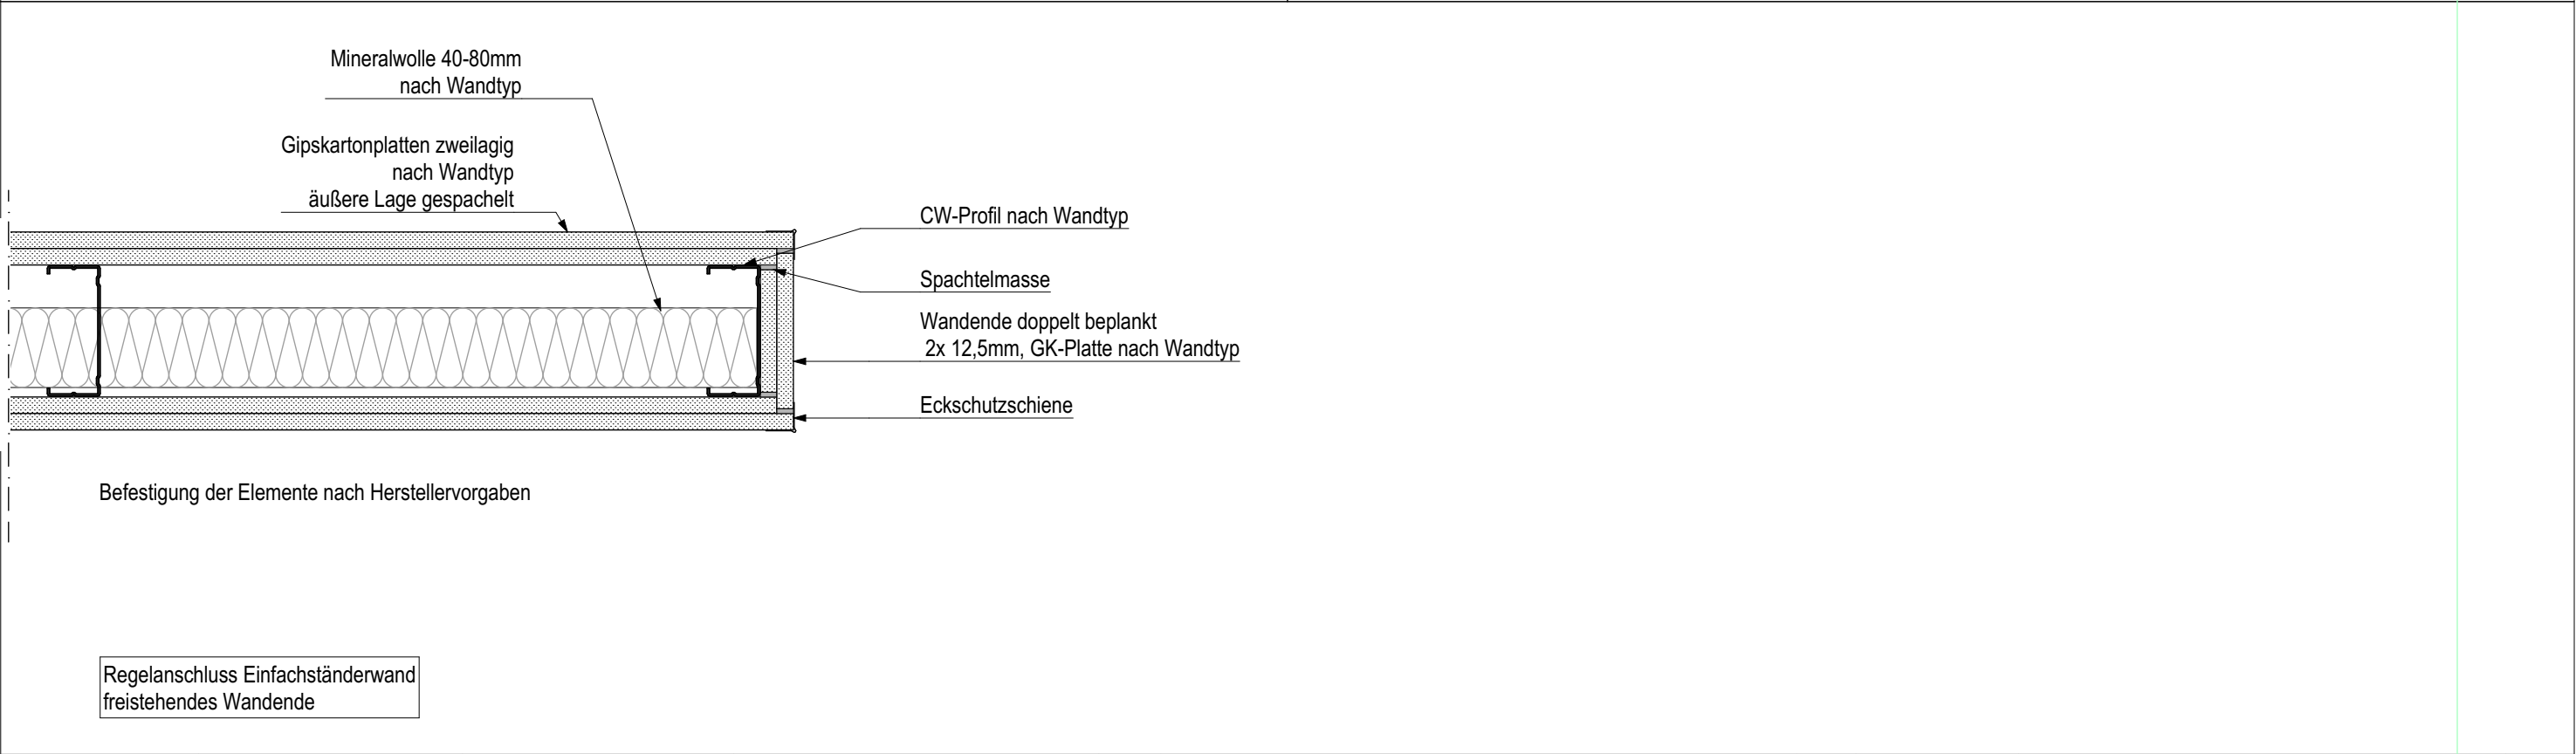 Mineralwolle 40-80mm
nach Wandtyp
Gipskartonplatten zweilagig
nach Wandtyp
äußere Lage gespachelt
CW-Profil nach Wandtyp
Spachtelmasse
Wandende doppelt beplankt
2x 12,5mm, GK-Platte nach Wandtyp
Eckschutzschiene
Befestigung der Elemente nach Herstellervorgaben
Regelanschluss Einfachständerwand
freistehendes Wandende